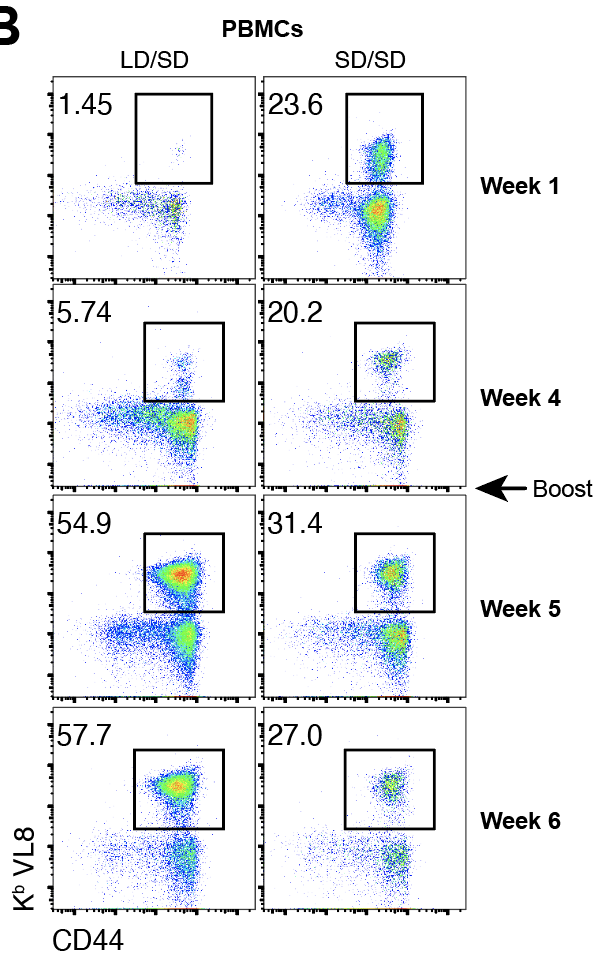 B
PBMCs
LD/SD SD/SD
1.45 23.6
Week 1
5.74 20.2
Week 4
Boost
54.9 31.4
Week 5
57.7 27.0
Week 6
Kᵇ VL8
CD44